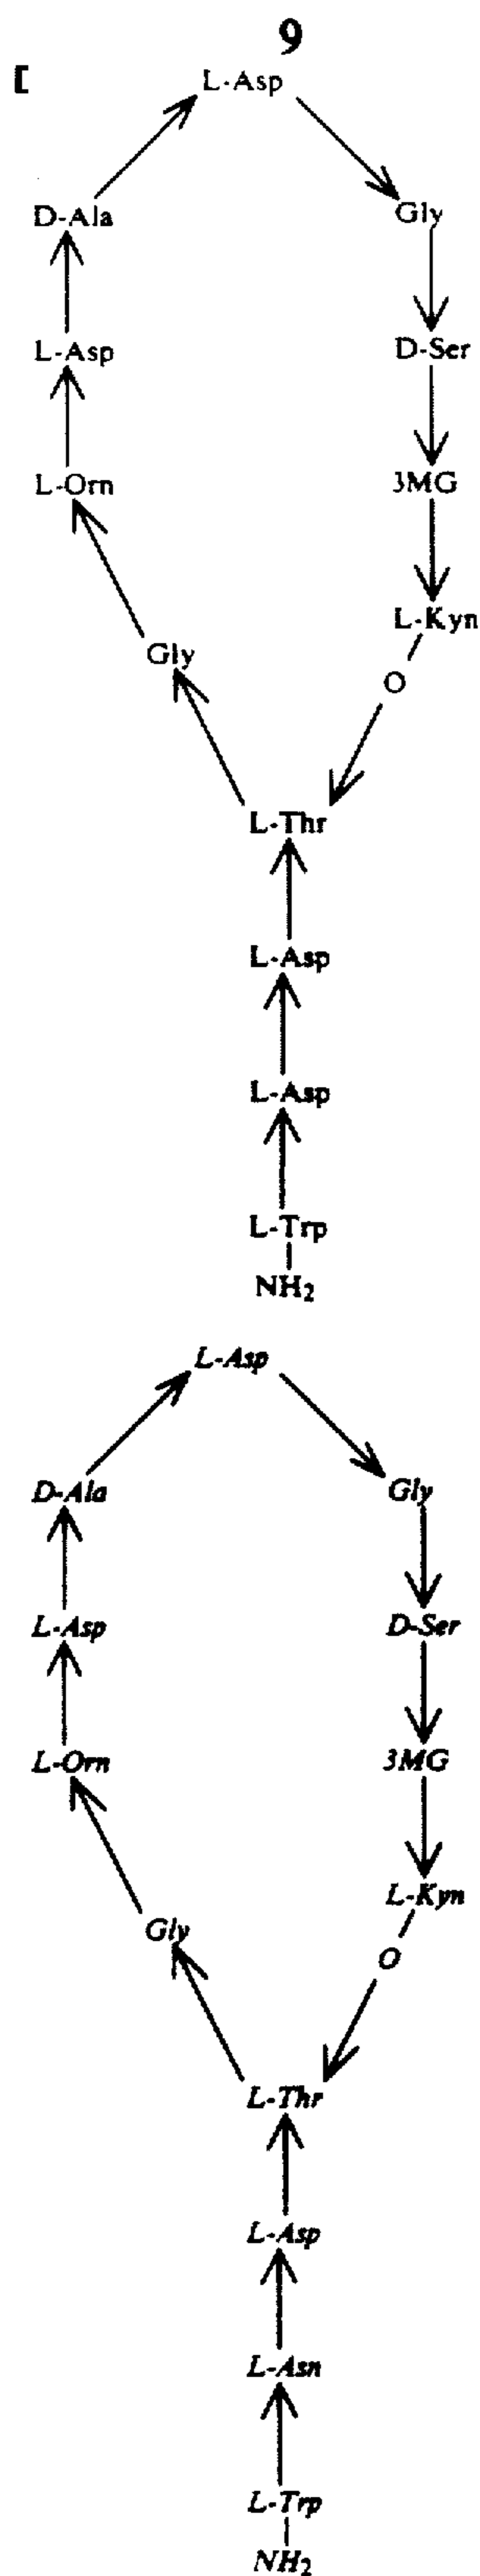 9
[
L-Asp
D-Ala
Gly
L-Asp
D-Ser
L-Orn
3MG
L-Kyn
Gly
O
L-Thr
L-Asp
L-Asp
L-Trp
NH₂
L-Asp
D-Ala
Gly
L-Asp
D-Ser
L-Orn
3MG
L-Kyn
Gly
O
L-Thr
L-Asp
L-Asn
L-Trp
NH₂